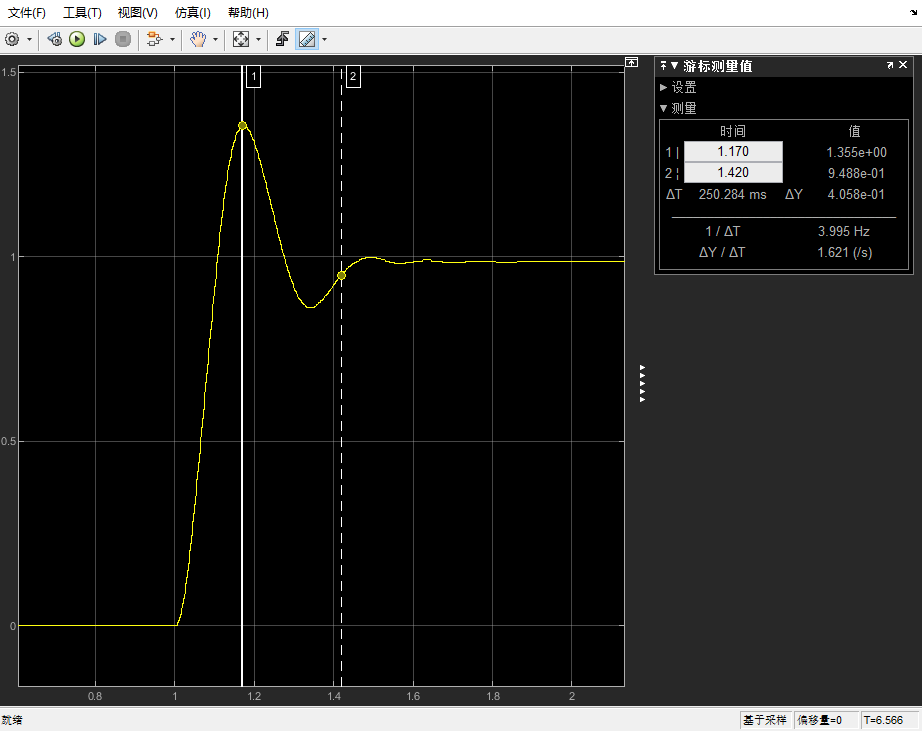 文件(F) 工具(T) 视图(V) 仿真(I) 帮助(H)
1.5
1
0.5
0
1
2
0.8 1 1.2 1.4 1.6 1.8 2
游标测量值
设置
测量
时间 值
1 | 1.170 1.355e+00
2 ¦ 1.420 9.488e-01
ΔT 250.284 ms ΔY 4.058e-01
1 / ΔT 3.995 Hz
ΔY / ΔT 1.621 (/s)
就绪 基于采样 偏移量=0 T=6.566